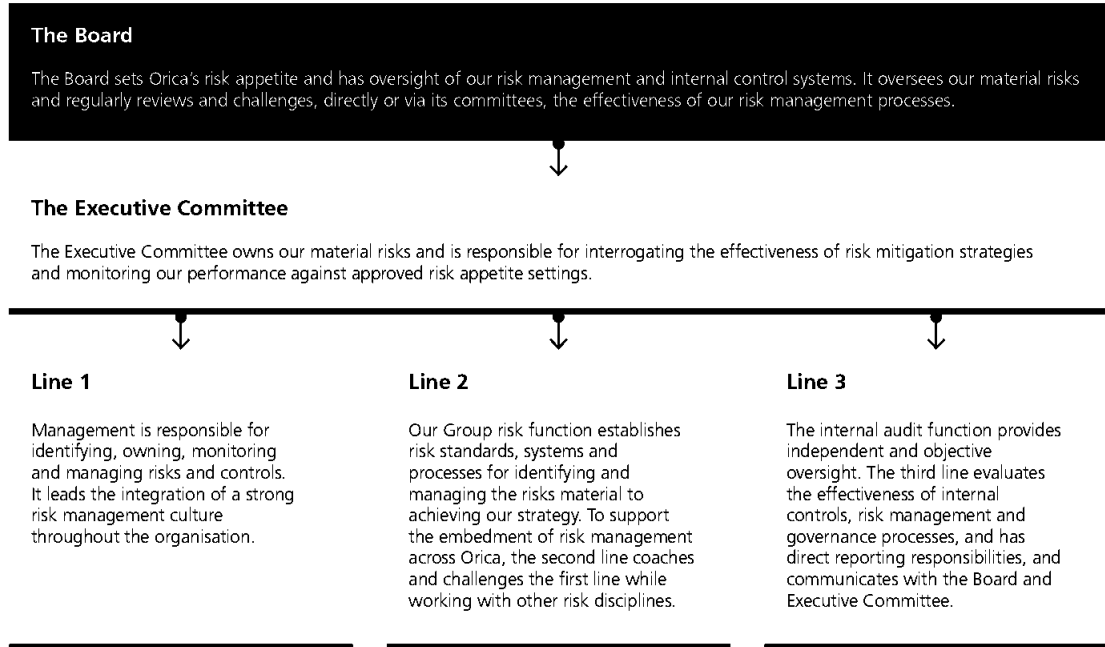 The Board
The Board sets Orica's risk appetite and has oversight of our risk management and internal control systems. It oversees our material risks
and regularly reviews and challenges, directly or via its committees, the effectiveness of our risk management processes.
The Executive Committee
The Executive Committee owns our material risks and is responsible for interrogating the effectiveness of risk mitigation strategies
and monitoring our performance against approved risk appetite settings.
Line 1
Management is responsible for
identifying, owning, monitoring
and managing risks and controls.
It leads the integration of a strong
risk management culture
throughout the organisation.
Line 2
Our Group risk function establishes
risk standards, systems and
processes for identifying and
managing the risks material to
achieving our strategy. To support
the embedment of risk management
across Orica, the second line coaches
and challenges the first line while
working with other risk disciplines.
Line 3
The internal audit function provides
independent and objective
oversight. The third line evaluates
the effectiveness of internal
controls, risk management and
governance processes, and has
direct reporting responsibilities, and
communicates with the Board and
Executive Committee.